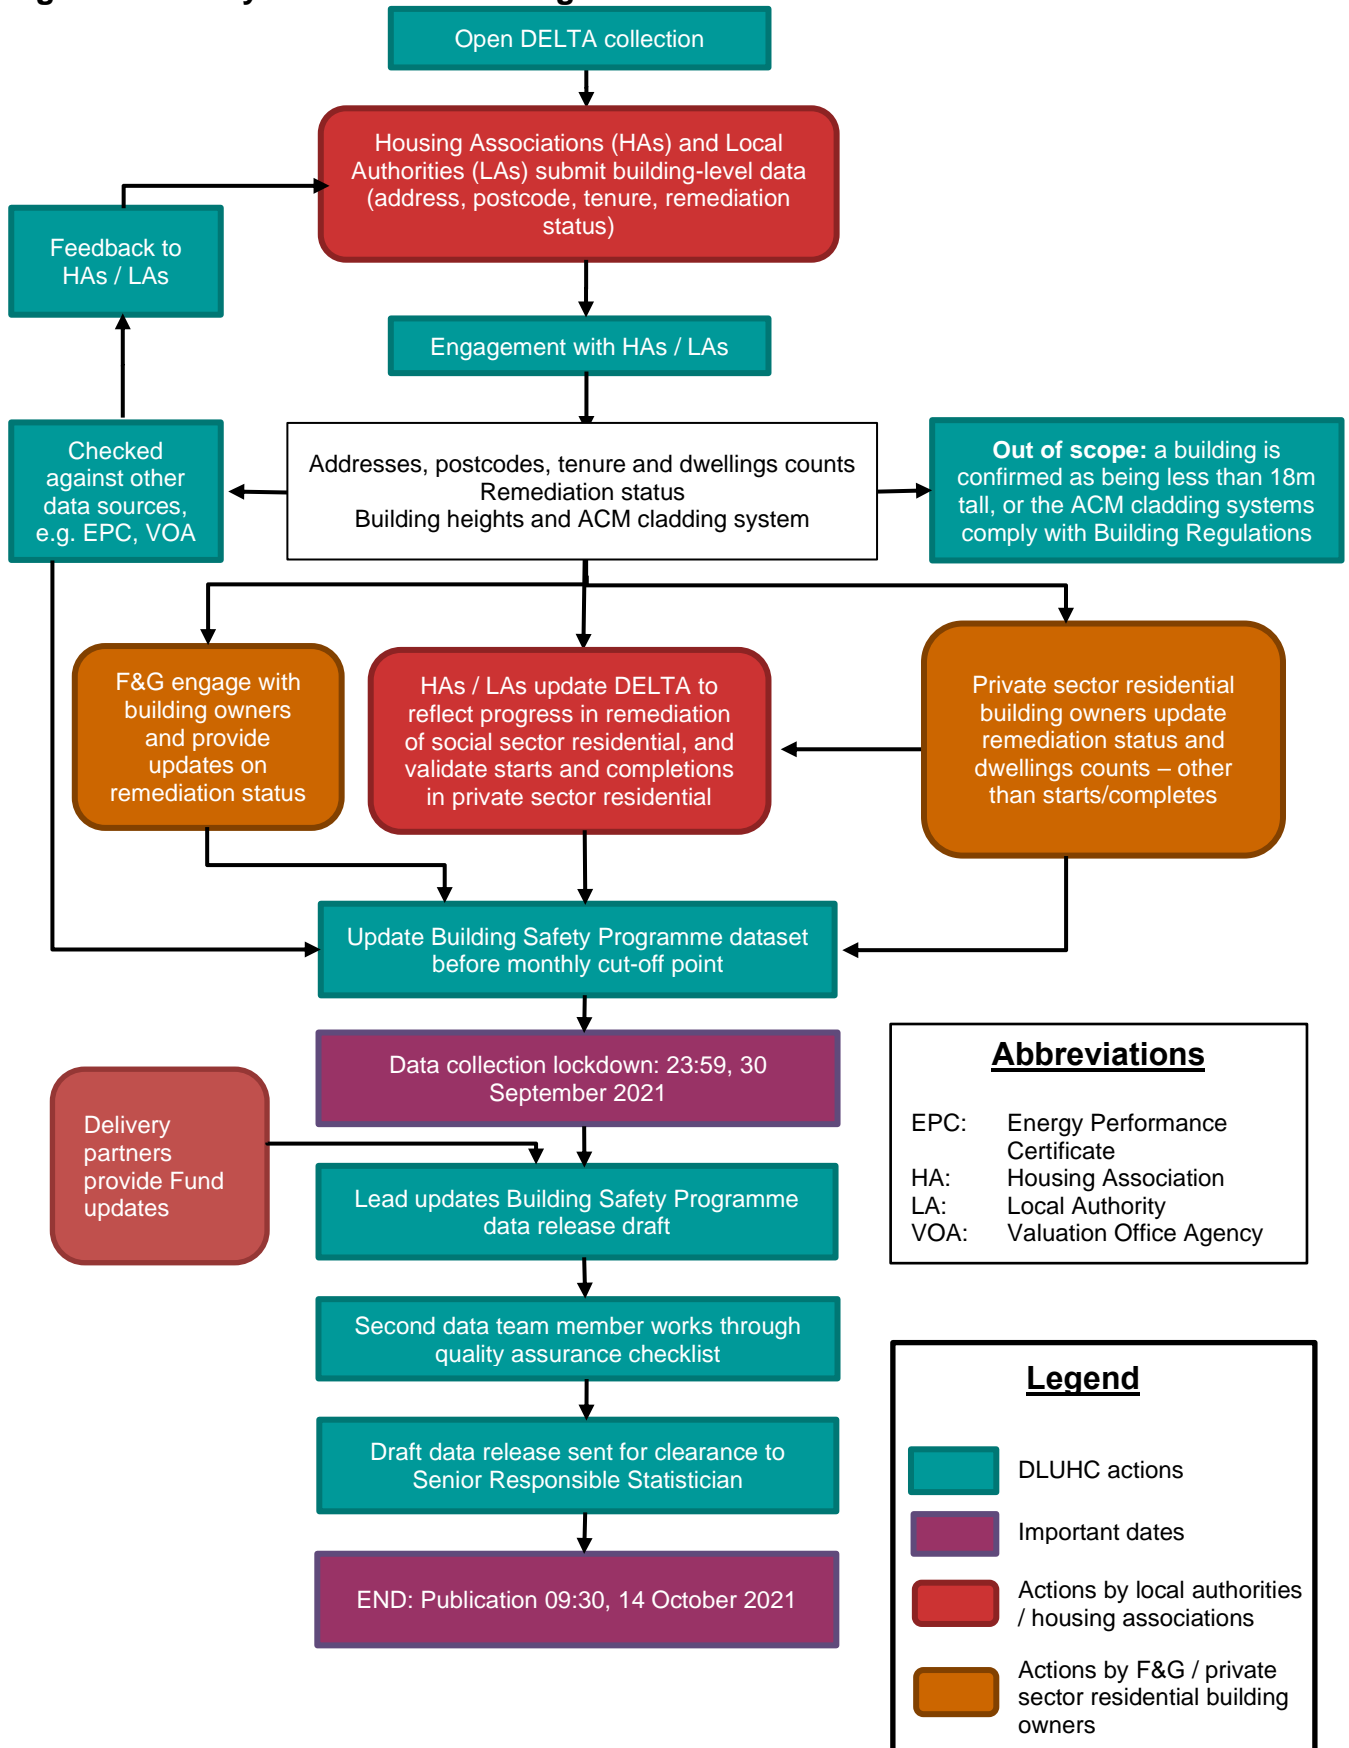 Open DELTA collection
Housing Associations (HAs) and Local
Authorities (LAs) submit building-level data
(address, postcode, tenure, remediation
status)
Feedback to
HAs / LAs
Engagement with HAs / LAs
Checked
against other
data sources,
e.g. EPC, VOA
Addresses, postcodes, tenure and dwellings counts
Remediation status
Building heights and ACM cladding system
Out of scope: a building is
confirmed as being less than 18m
tall, or the ACM cladding systems
comply with Building Regulations
F&G engage with
building owners
and provide
updates on
remediation status
HAs / LAs update DELTA to
reflect progress in remediation
of social sector residential, and
validate starts and completions
in private sector residential
Private sector residential
building owners update
remediation status and
dwellings counts – other
than starts/completes
Update Building Safety Programme dataset
before monthly cut-off point
Data collection lockdown: 23:59, 30
September 2021
Delivery
partners
provide Fund
updates
Lead updates Building Safety Programme
data release draft
Second data team member works through
quality assurance checklist
Draft data release sent for clearance to
Senior Responsible Statistician
END: Publication 09:30, 14 October 2021
Abbreviations
EPC: Energy Performance
Certificate
HA: Housing Association
LA: Local Authority
VOA: Valuation Office Agency
Legend
DLUHC actions
Important dates
Actions by local authorities
/ housing associations
Actions by F&G / private
sector residential building
owners